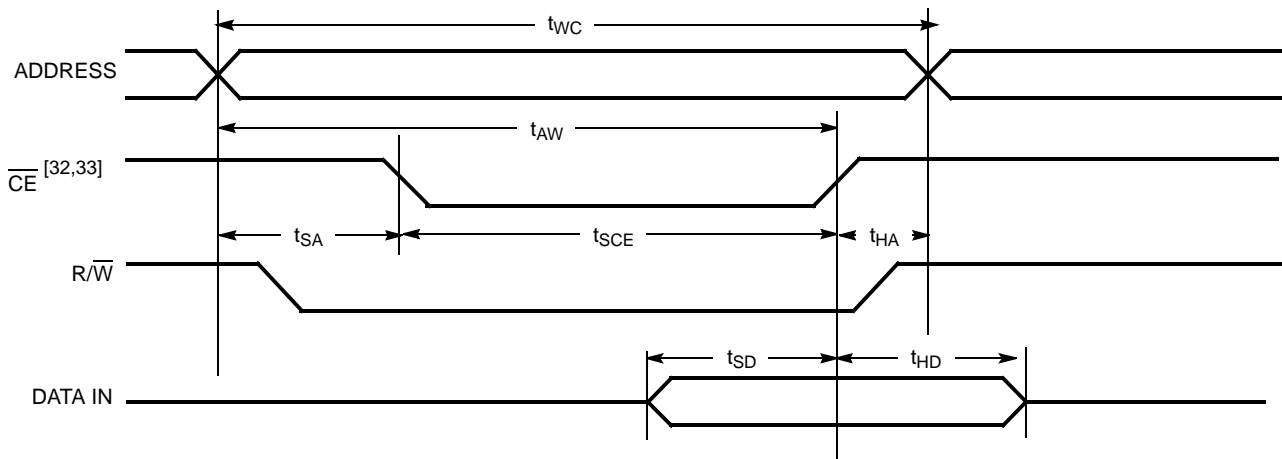 tWC
ADDRESS
tAW
CE [32,33]
tSA tSCE tHA
R/W
tSD tHD
DATA IN